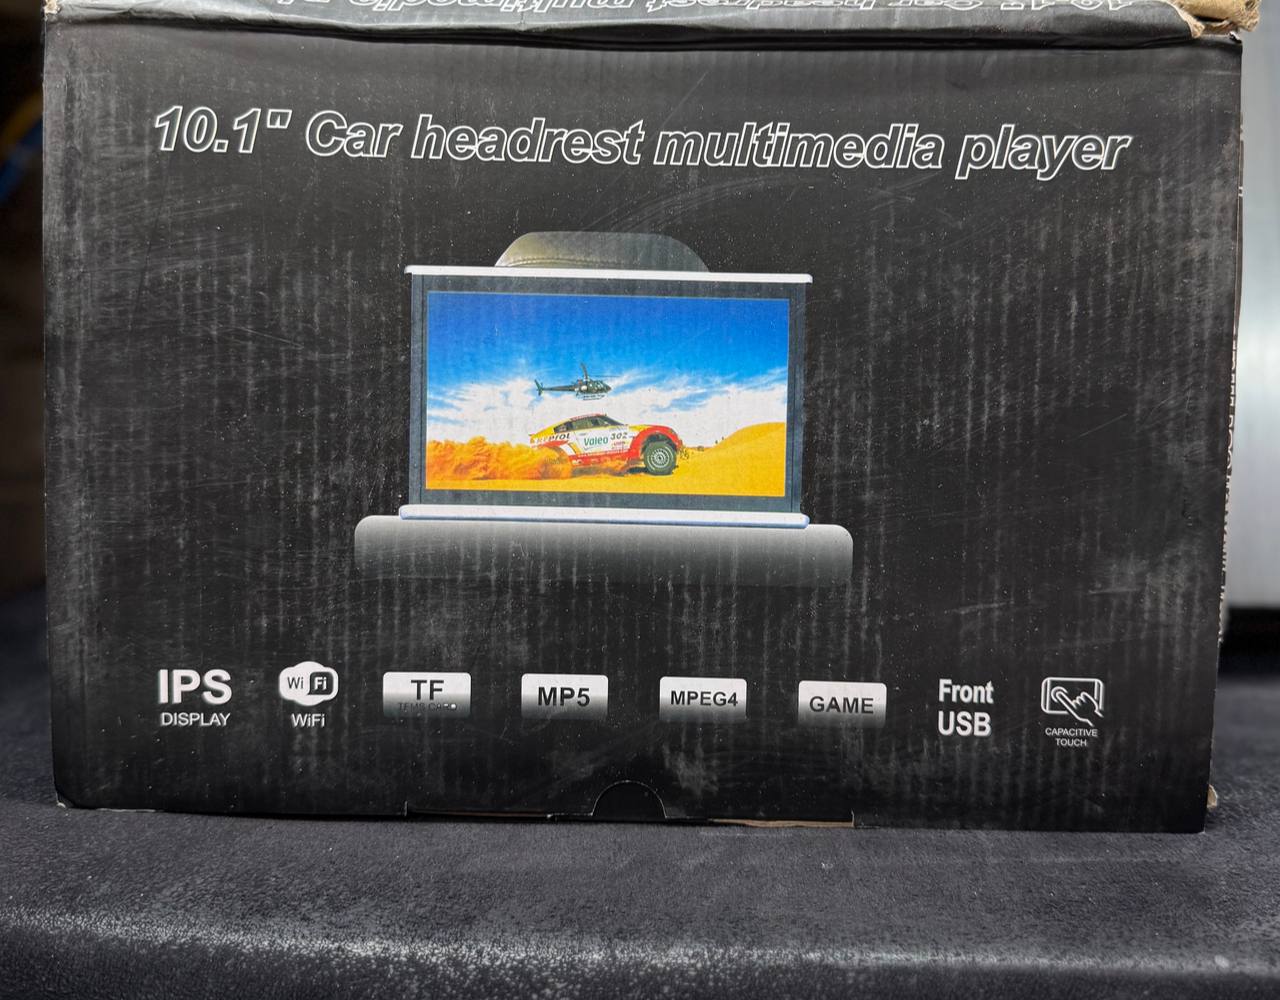 10.1" Car headrest multimedia player
Valeo 302
IPS
DISPLAY
Wi Fi
WiFi
TF
MP5
MPEG4
GAME
Front
USB
CAPACITIVE
TOUCH